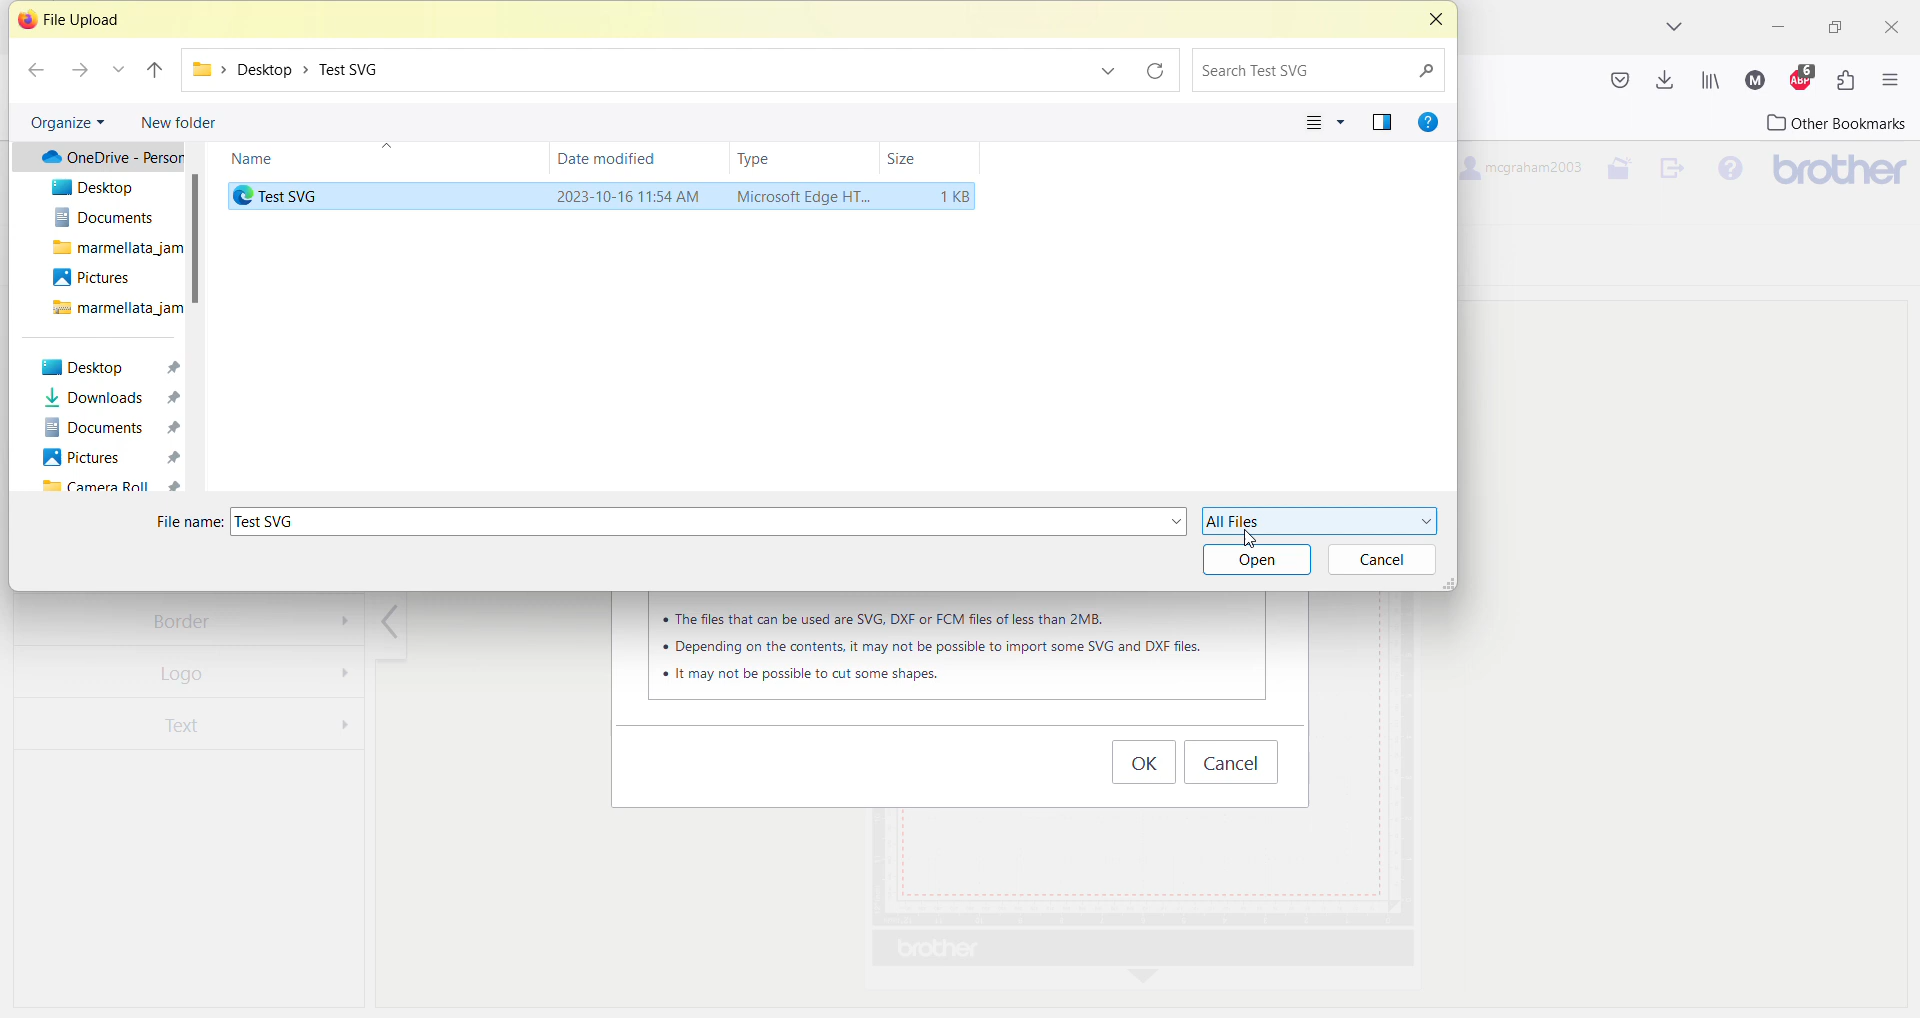 File Upload
Desktop > Test SVG
Search Test SVG
ABP 6
M
Organize
New folder
?
Other Bookmarks
OneDrive - Person
Name
Date modified
Type
Size
mcgraham2003
?
brother
Desktop
Test SVG
2023-10-16 11:54 AM
Microsoft Edge HT...
1 KB
Documents
marmellata_jam
Pictures
marmellata_jam
Desktop
Downloads
Documents
Pictures
Camera Roll
File name:
Test SVG
All Files
Open
Cancel
Border
• The files that can be used are SVG, DXF or FCM files of less than 2MB.
• Depending on the contents, it may not be possible to import some SVG and DXF files.
• It may not be possible to cut some shapes.
Logo
Text
OK
Cancel
brother